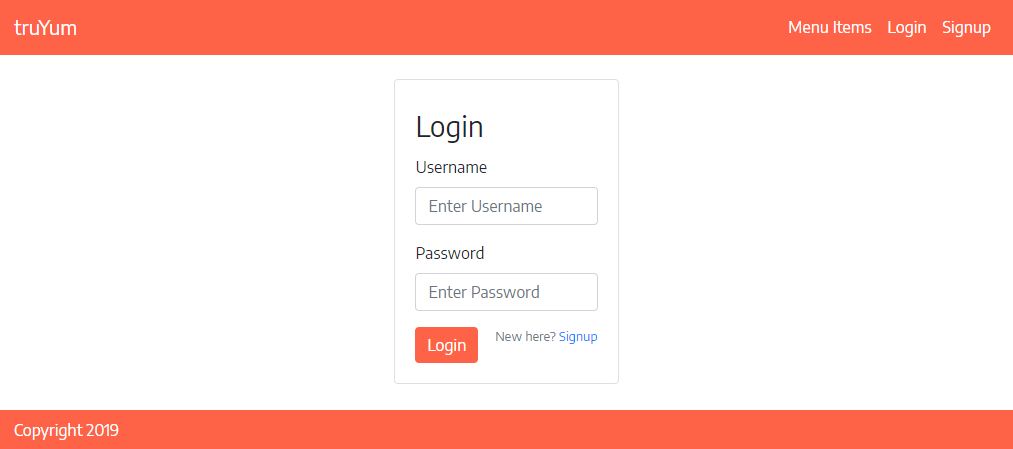 truYum Menu Items Login Signup
Login
Username
Enter Username
Password
Enter Password
Login New here? Signup
Copyright 2019